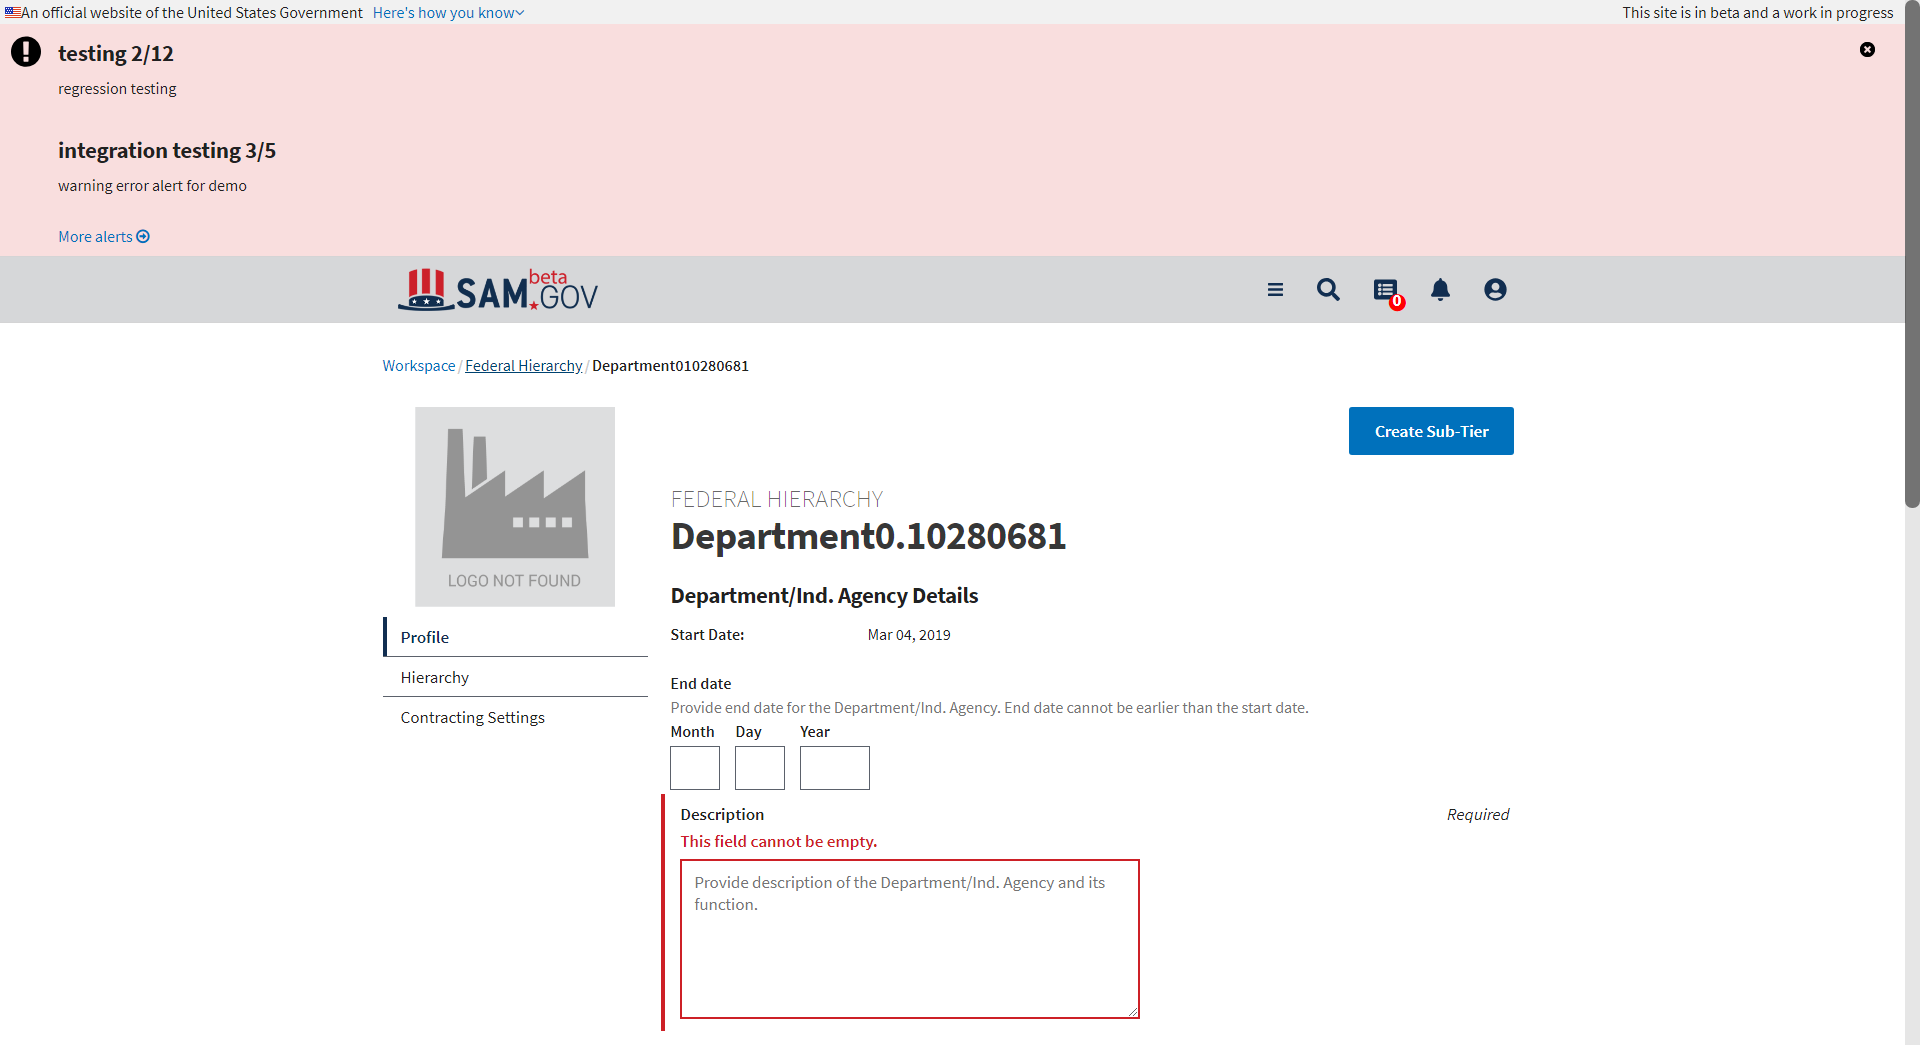 An official website of the United States Government Here's how you know
This site is in beta and a work in progress
testing 2/12
regression testing
integration testing 3/5
warning error alert for demo
More alerts
SAM.GOV beta
0
Workspace / Federal Hierarchy / Department010280681
LOGO NOT FOUND
Create Sub-Tier
Profile
Hierarchy
Contracting Settings
FEDERAL HIERARCHY
Department0.10280681
Department/Ind. Agency Details
Start Date: Mar 04, 2019
End date
Provide end date for the Department/Ind. Agency. End date cannot be earlier than the start date.
Month Day Year
Description Required
This field cannot be empty.
Provide description of the Department/Ind. Agency and its
function.